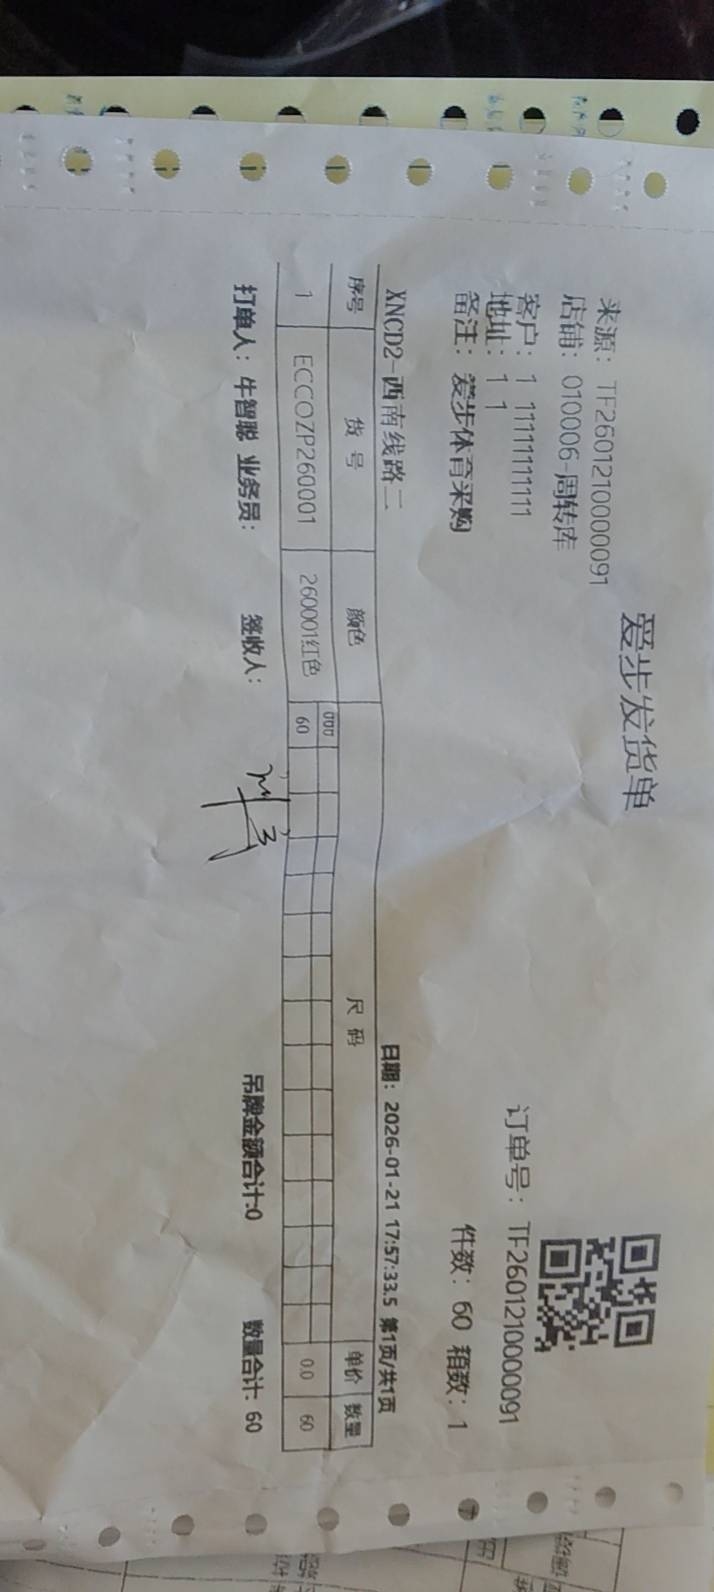 爱步发货单
来源：TF2601210000091
订单号：TF2601210000091
店铺：010006-周转库
客户：1 11111111111
件数：60 箱数：1
地址：1 1
备注：爱步体育采购
XNCD2-西南线路二
日期：2026-01-21 17:57:33.5 第1页/共1页
序号 货号 颜色 尺码 单价 数量
000
1 ECCOZP260001 260001红色 60 0.0 60
打单人：牛智聪 业务员： 签收人： 吊牌金额合计:0 数量合计: 60